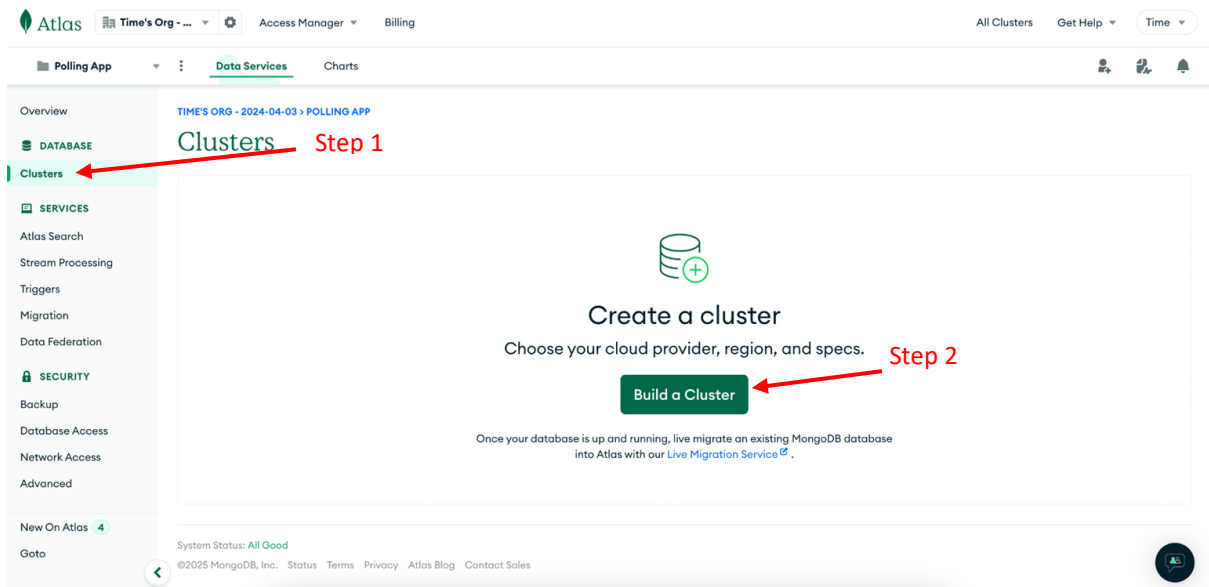 Atlas
Time's Org - ...
Access Manager
Billing
All Clusters
Get Help
Time
Polling App
Data Services
Charts
Overview
DATABASE
Clusters
SERVICES
Atlas Search
Stream Processing
Triggers
Migration
Data Federation
SECURITY
Backup
Database Access
Network Access
Advanced
New On Atlas 4
Goto
TIME'S ORG - 2024-04-03 > POLLING APP
Clusters
Step 1
Create a cluster
Choose your cloud provider, region, and specs.
Step 2
Build a Cluster
Once your database is up and running, live migrate an existing MongoDB database
into Atlas with our Live Migration Service .
System Status: All Good
©2025 MongoDB, Inc. Status Terms Privacy Atlas Blog Contact Sales